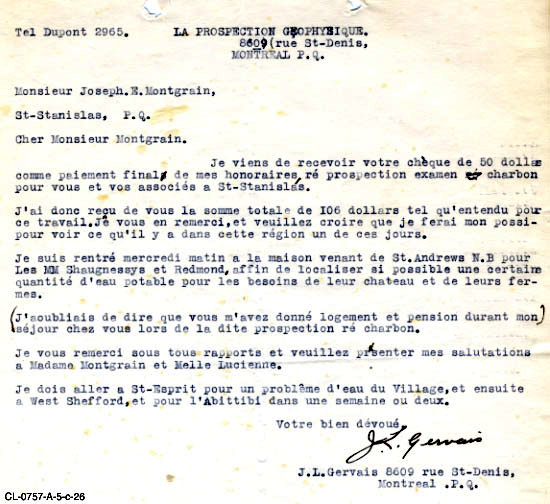 Tel Dupont 2965. LA PROSPECTION GEOPHYSIQUE.
8609 (rue St-Denis,
MONTREAL P.Q.
Monsieur Joseph.E.Montgrain,
St-Stanislas, P.Q.
Cher Monsieur Montgrain.
Je viens de recevoir votre chèque de 50 dollars
comme paiement final de mes honoraires, ré prospection examen ré charbon
pour vous et vos associés a St-Stanislas.
J'ai donc reçu de vous la somme totale de I06 dollars tel qu'entendu pour
ce travail.Je vous en remerci,et veuillez croire que je ferai mon possi-
pour voir ce qu'il y a dans cette région un de ces jours.
Je suis rentré mercredi matin a la maison venant de St.Andrews N.B pour
Les MM Shaugnessys et Redmond,affin de localiser si possible une certaine
quantité d'eau potable pour les besoins de leur chateau et de leurs fer-
mes.
(J'aoubliais de dire que vous m'avez donné logement et pension durant mon)
séjour chez vous lors de la dite prospection ré charbon.
Je vous remerci sous tous rapports et veuillez présenter mes salutations
a Madame Montgrain et Melle Lucienne.
Je dois aller a St-Esprit pour un problème d'eau du Village,et ensuite
a West Shefford,et pour l'Abittibi dans une semaine ou deux.
Votre bien dévoué,
J.L. Gervais
J.L.Gervais 8609 rue St-Denis,
Montreal .P.Q.
CL-0757-A-5-c-26